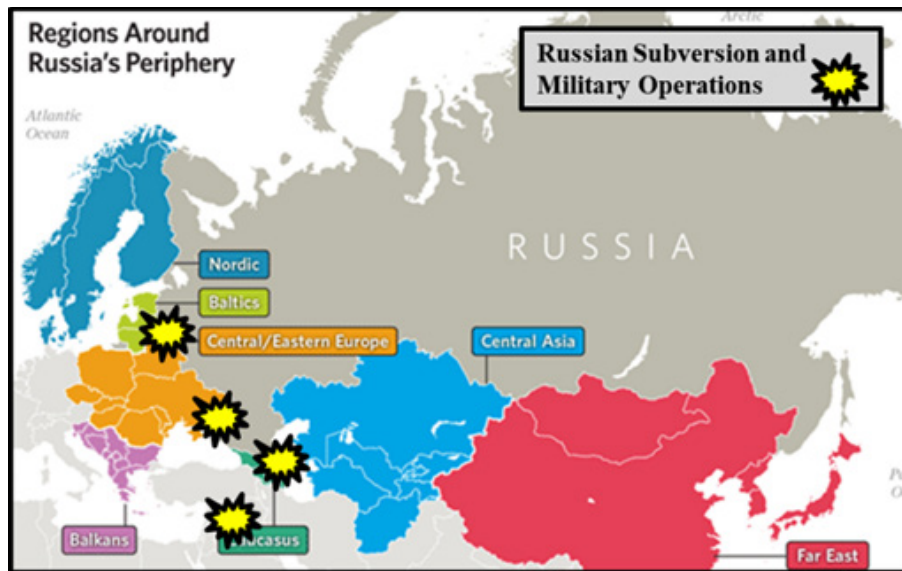 Regions Around
Russia's Periphery
Russian Subversion and
Military Operations
Arctic
Atlantic
Ocean
RUSSIA
Nordic
Baltics
Central/Eastern Europe
Central Asia
Balkans
Far East